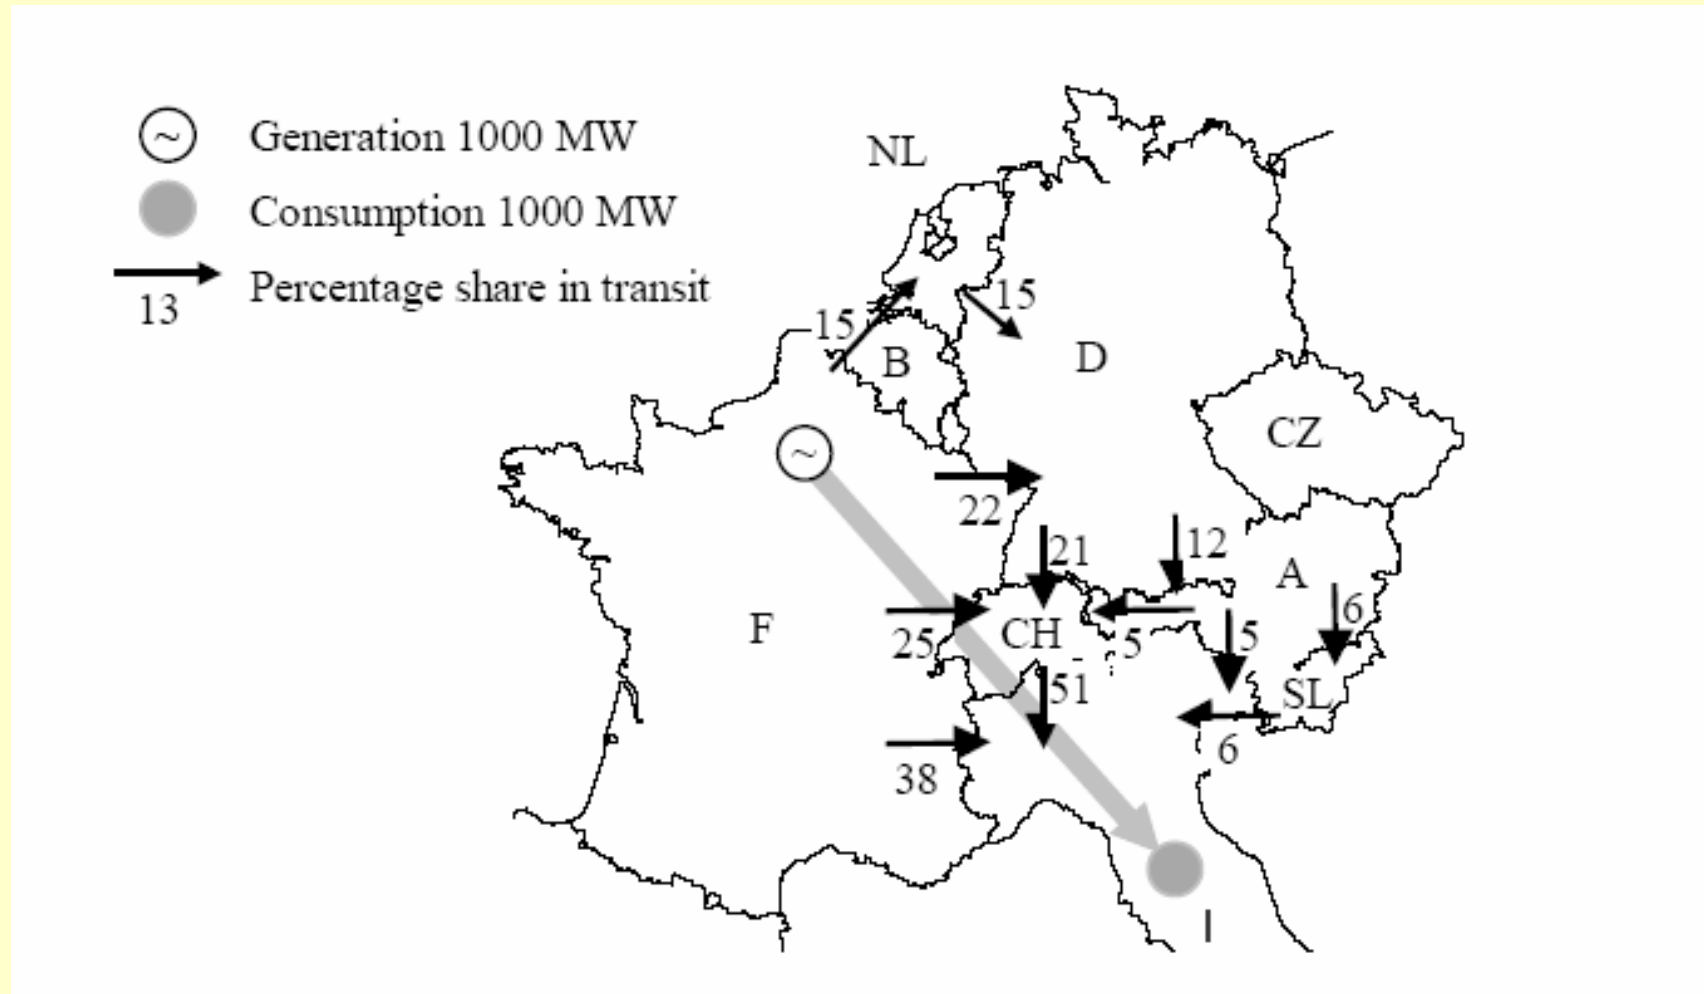 ~ Generation 1000 MW
Consumption 1000 MW
13 Percentage share in transit
NL
15
15
B
D
CZ
~
22
21
12
A
6
F
25
CH
5
5
51
SL
6
38
I